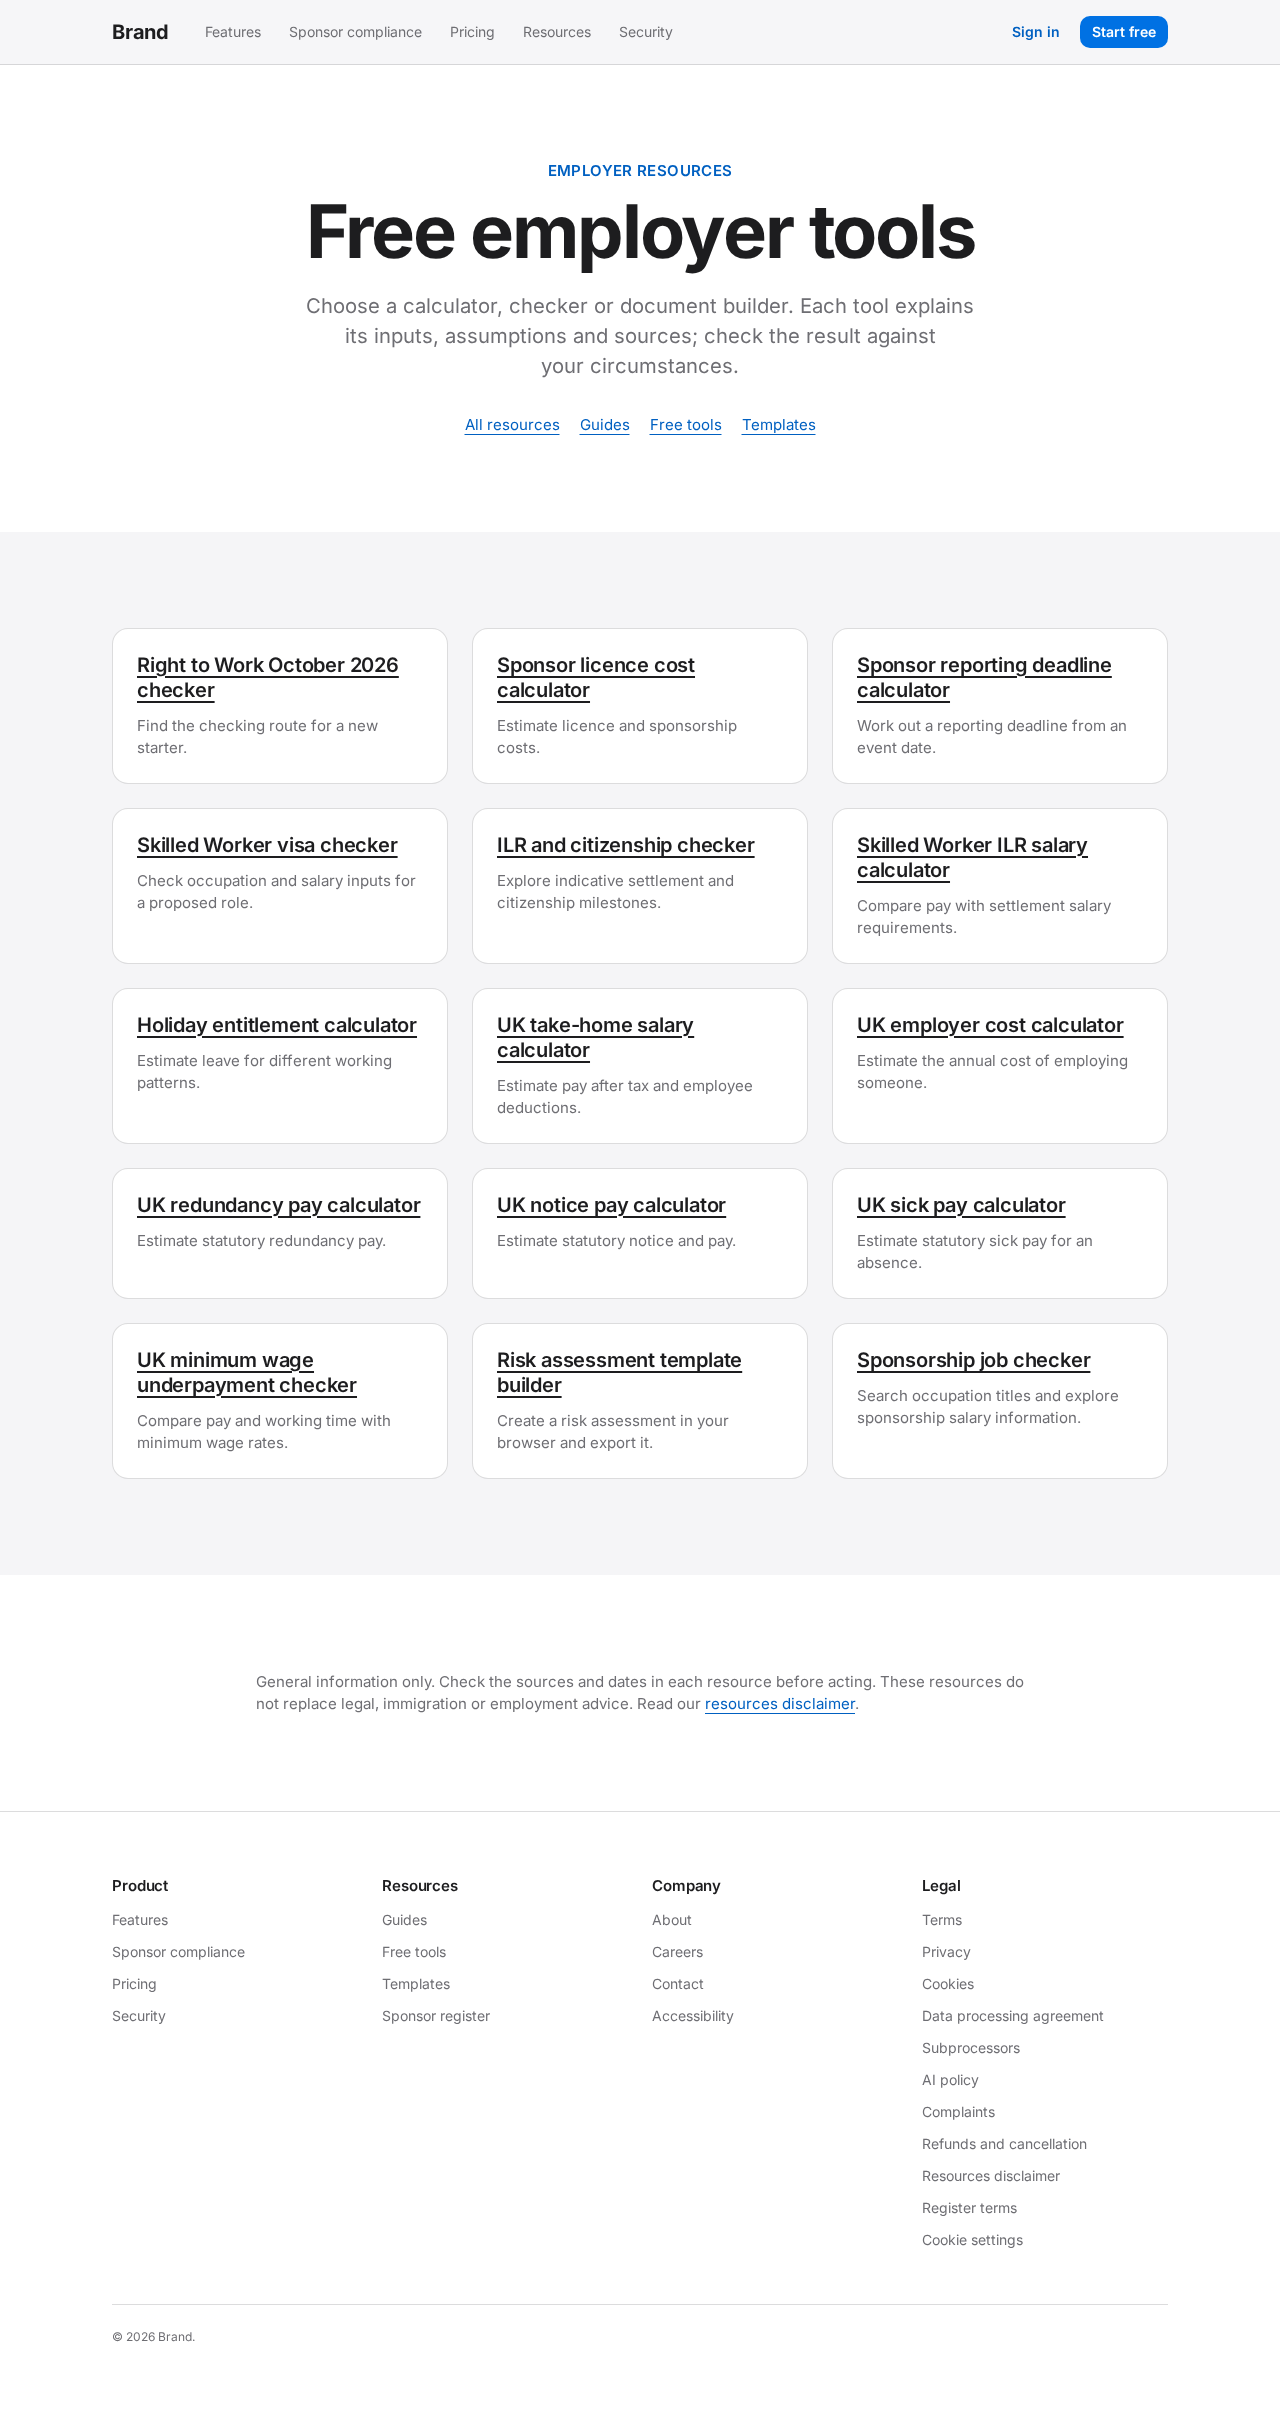 Brand
Features
Sponsor compliance
Pricing
Resources
Security
Sign in
Start free
EMPLOYER RESOURCES
Free employer tools
Choose a calculator, checker or document builder. Each tool explains
its inputs, assumptions and sources; check the result against
your circumstances.
All resources
Guides
Free tools
Templates
Right to Work October 2026
checker
Find the checking route for a new
starter.
Sponsor licence cost
calculator
Estimate licence and sponsorship
costs.
Sponsor reporting deadline
calculator
Work out a reporting deadline from an
event date.
Skilled Worker visa checker
Check occupation and salary inputs for
a proposed role.
ILR and citizenship checker
Explore indicative settlement and
citizenship milestones.
Skilled Worker ILR salary
calculator
Compare pay with settlement salary
requirements.
Holiday entitlement calculator
Estimate leave for different working
patterns.
UK take-home salary
calculator
Estimate pay after tax and employee
deductions.
UK employer cost calculator
Estimate the annual cost of employing
someone.
UK redundancy pay calculator
Estimate statutory redundancy pay.
UK notice pay calculator
Estimate statutory notice and pay.
UK sick pay calculator
Estimate statutory sick pay for an
absence.
UK minimum wage
underpayment checker
Compare pay and working time with
minimum wage rates.
Risk assessment template
builder
Create a risk assessment in your
browser and export it.
Sponsorship job checker
Search occupation titles and explore
sponsorship salary information.
General information only. Check the sources and dates in each resource before acting. These resources do
not replace legal, immigration or employment advice. Read our resources disclaimer.
Product
Features
Sponsor compliance
Pricing
Security
Resources
Guides
Free tools
Templates
Sponsor register
Company
About
Careers
Contact
Accessibility
Legal
Terms
Privacy
Cookies
Data processing agreement
Subprocessors
AI policy
Complaints
Refunds and cancellation
Resources disclaimer
Register terms
Cookie settings
© 2026 Brand.